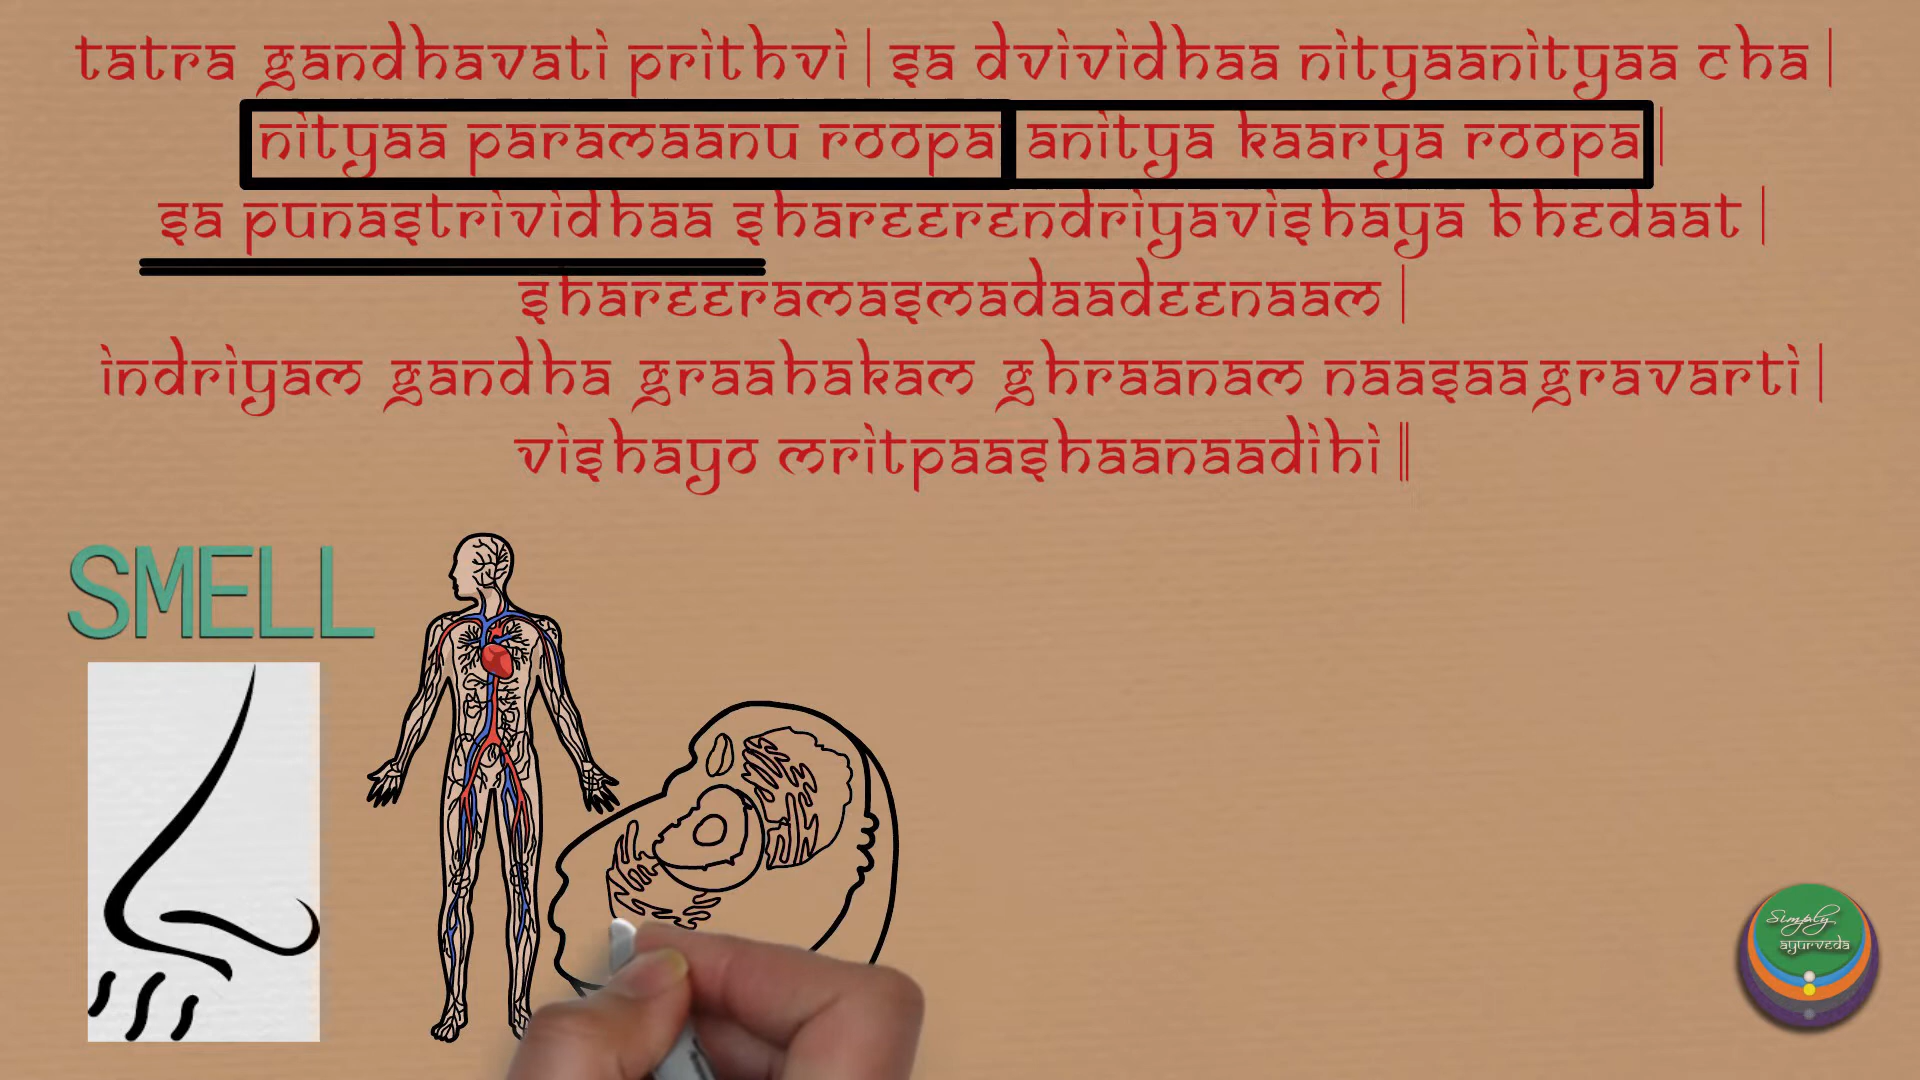 tatra gandhavati prithvi | sa dvividhaa nityaanityaa cha |
nityaa paramaanu roopa anitya kaarya roopa |
sa punastrividhaa shareerendriyavishaya bhedaat |
shareeramasmadaadeenaam |
indriyam gandha graahakam ghraanam naasaagravarti |
vishayo mritpaashaanaadihi ||
SMELL
Simply
ayurveda